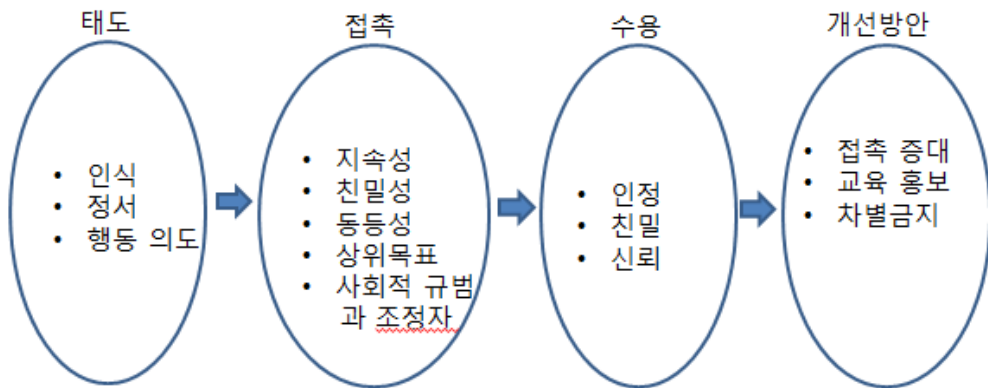 태도
인식
정서
행동 의도
접촉
지속성
친밀성
동등성
상위목표
사회적 규범
과 조정자
수용
인정
친밀
신뢰
개선방안
접촉 증대
교육 홍보
차별금지